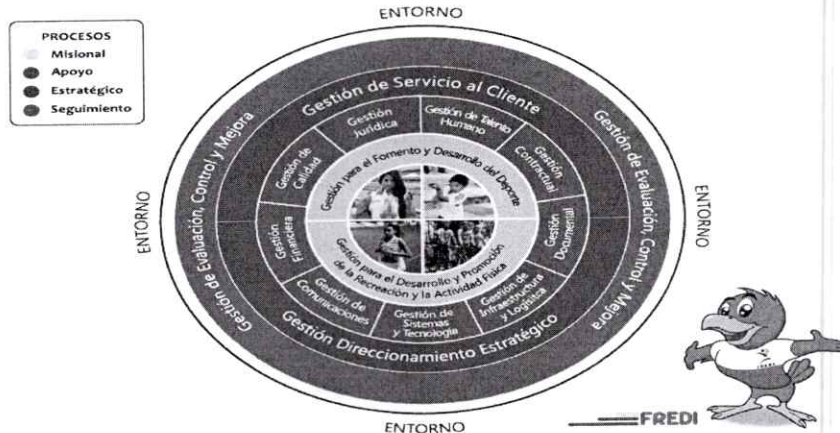 ENTORNO
PROCESOS
Misional
Apoyo
Estratégico
Seguimiento
Gestión de Servicio al Cliente
Gestión de Evaluación, Control y Mejora
Gestión de Evaluación, Control y Mejora
Gestión
Jurídica
Gestión de Talento
Humano
Gestión de
Calidad
Gestión
Contractual
Gestión para el Fomento y Desarrollo del Deporte
ENTORNO
ENTORNO
Gestión
Financiera
Gestión
Documental
Gestión para el Desarrollo y Promoción
de la Recreación y la Actividad Física
Gestión de
Comunicaciones
Gestión de
Sistemas
y Tecnología
Gestión de
Infraestructura
y Logística
Gestión Direccionamiento Estratégico
FREDI
ENTORNO